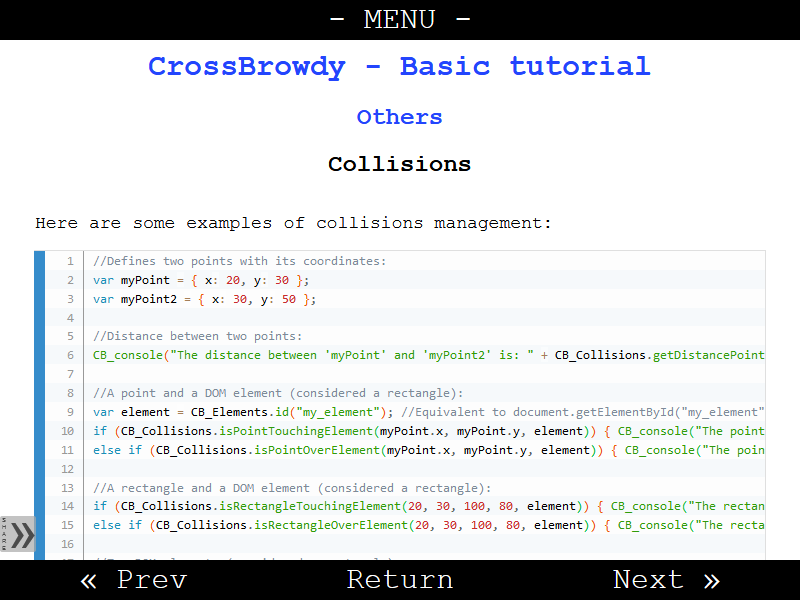 - MENU -
CrossBrowdy - Basic tutorial
Others
Collisions
Here are some examples of collisions management:
1 //Defines two points with its coordinates:
2 var myPoint = { x: 20, y: 30 };
3 var myPoint2 = { x: 30, y: 50 };
4
5 //Distance between two points:
6 CB_console("The distance between 'myPoint' and 'myPoint2' is: " + CB_Collisions.getDistancePoint
7
8 //A point and a DOM element (considered a rectangle):
9 var element = CB_Elements.id("my_element"); //Equivalent to document.getElementById("my_element"
10 if (CB_Collisions.isPointTouchingElement(myPoint.x, myPoint.y, element)) { CB_console("The point
11 else if (CB_Collisions.isPointOverElement(myPoint.x, myPoint.y, element)) { CB_console("The poin
12
13 //A rectangle and a DOM element (considered a rectangle):
14 if (CB_Collisions.isRectangleTouchingElement(20, 30, 100, 80, element)) { CB_console("The rectan
15 else if (CB_Collisions.isRectangleOverElement(20, 30, 100, 80, element)) { CB_console("The recta
16
SHARE »
« Prev Return Next »